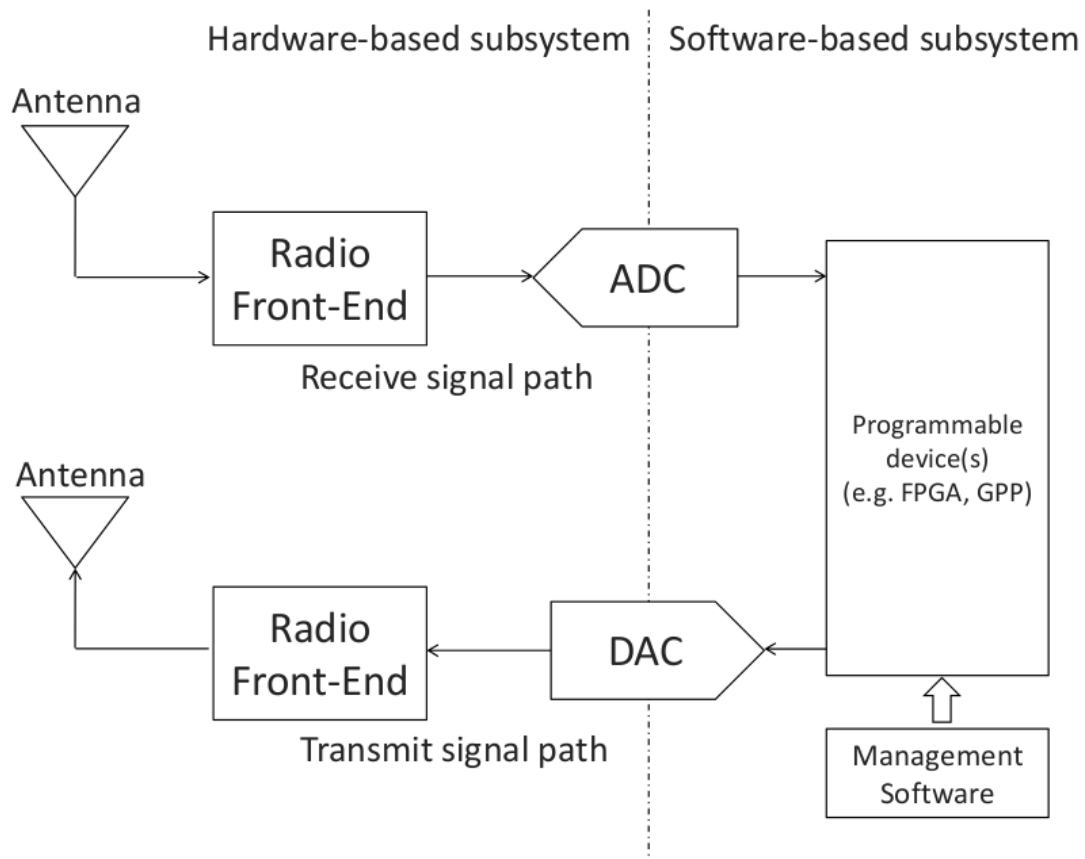 Hardware-based subsystem
Software-based subsystem
Antenna
Radio
Front-End
ADC
Receive signal path
Programmable
device(s)
(e.g. FPGA, GPP)
Antenna
Radio
Front-End
DAC
Transmit signal path
Management
Software